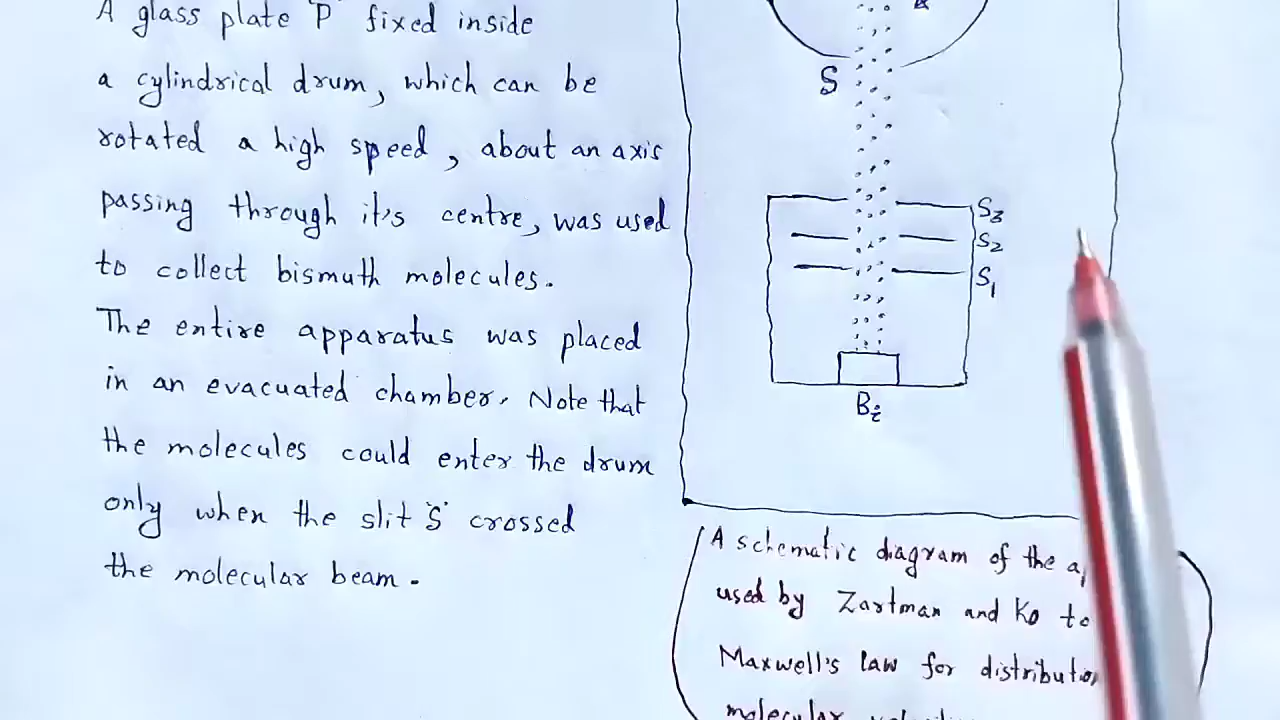 A glass plate 'P' fixed inside
a cylindrical drum, which can be
rotated a high speed, about an axis
passing through it's centre, was used
to collect bismuth molecules.
The entire apparatus was placed
in an evacuated chamber. Note that
the molecules could enter the drum
only when the slit 'S' crossed
the molecular beam.
S
S3
S2
S1
Bi
A schematic diagram of the
used by Zartman and Ko to
Maxwell's law for
molecular